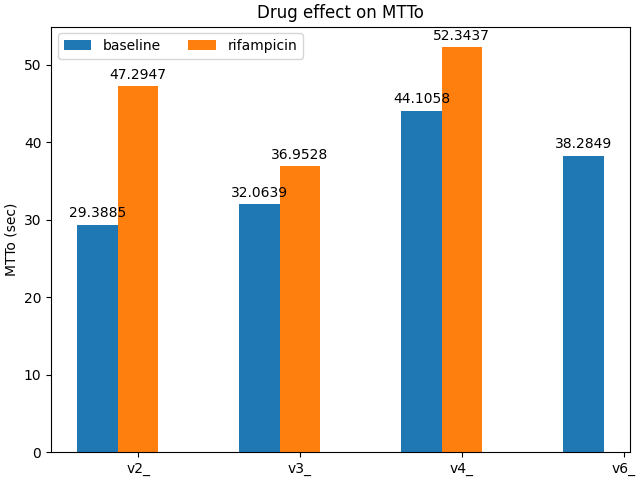 Drug effect on MTTo
baseline
rifampicin
MTTo (sec)
50
40
30
20
10
0
29.3885
47.2947
32.0639
36.9528
44.1058
52.3437
38.2849
v2_
v3_
v4_
v6_